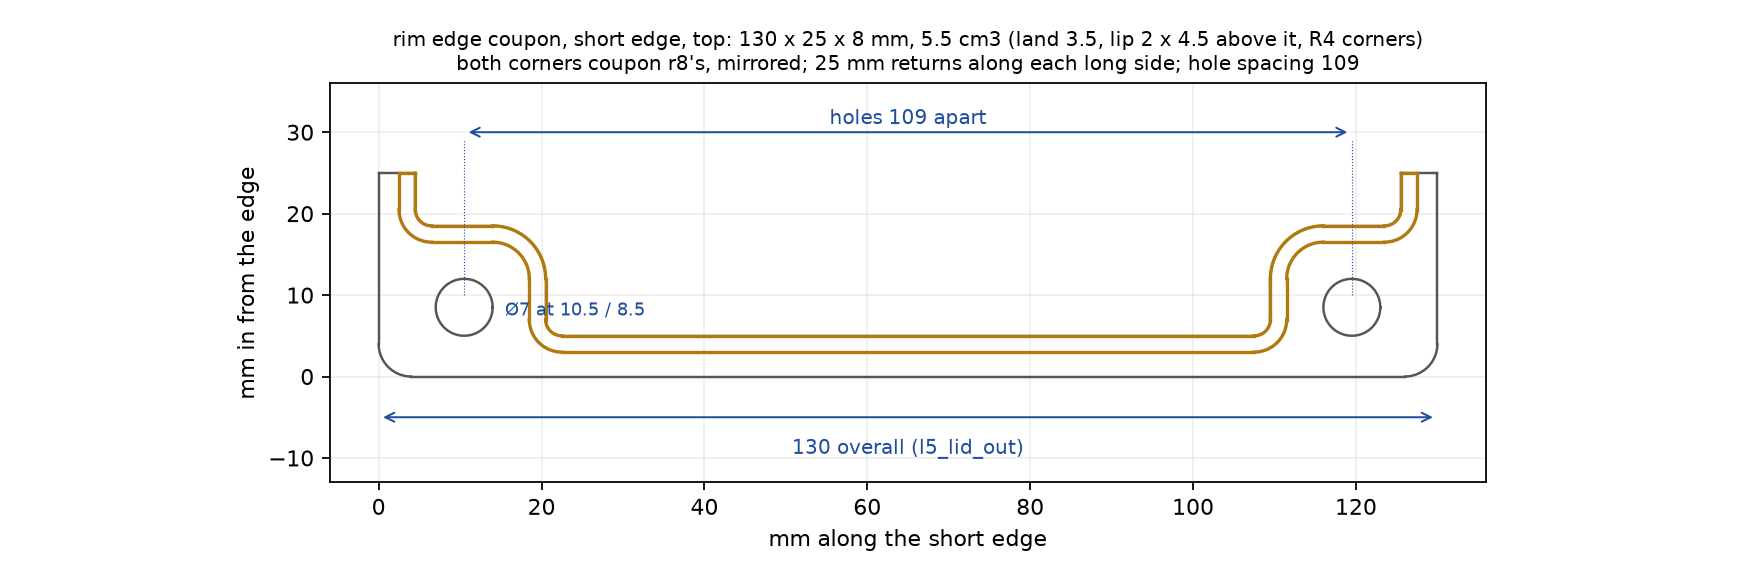 rim edge coupon, short edge, top: 130 x 25 x 8 mm, 5.5 cm3 (land 3.5, lip 2 x 4.5 above it, R4 corners)
both corners coupon r8's, mirrored; 25 mm returns along each long side; hole spacing 109
holes 109 apart
30
20
10
0
−10
mm in from the edge
Ø7 at 10.5 / 8.5
130 overall (l5_lid_out)
0
20
40
60
80
100
120
mm along the short edge